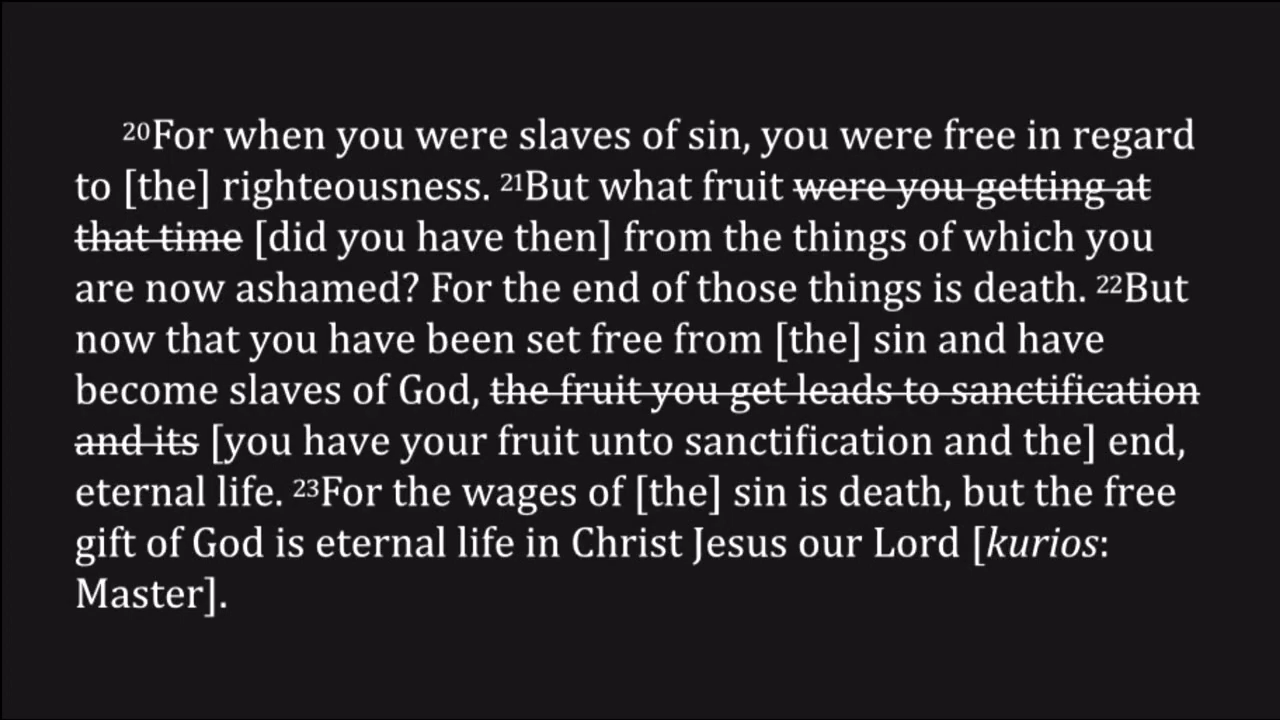 ²⁰For when you were slaves of sin, you were free in regard
to [the] righteousness. ²¹But what fruit ~~were you getting at~~
~~that time~~ [did you have then] from the things of which you
are now ashamed? For the end of those things is death. ²²But
now that you have been set free from [the] sin and have
become slaves of God, ~~the fruit you get leads to sanctification~~
~~and its~~ [you have your fruit unto sanctification and the] end,
eternal life. ²³For the wages of [the] sin is death, but the free
gift of God is eternal life in Christ Jesus our Lord [kurios:
Master].